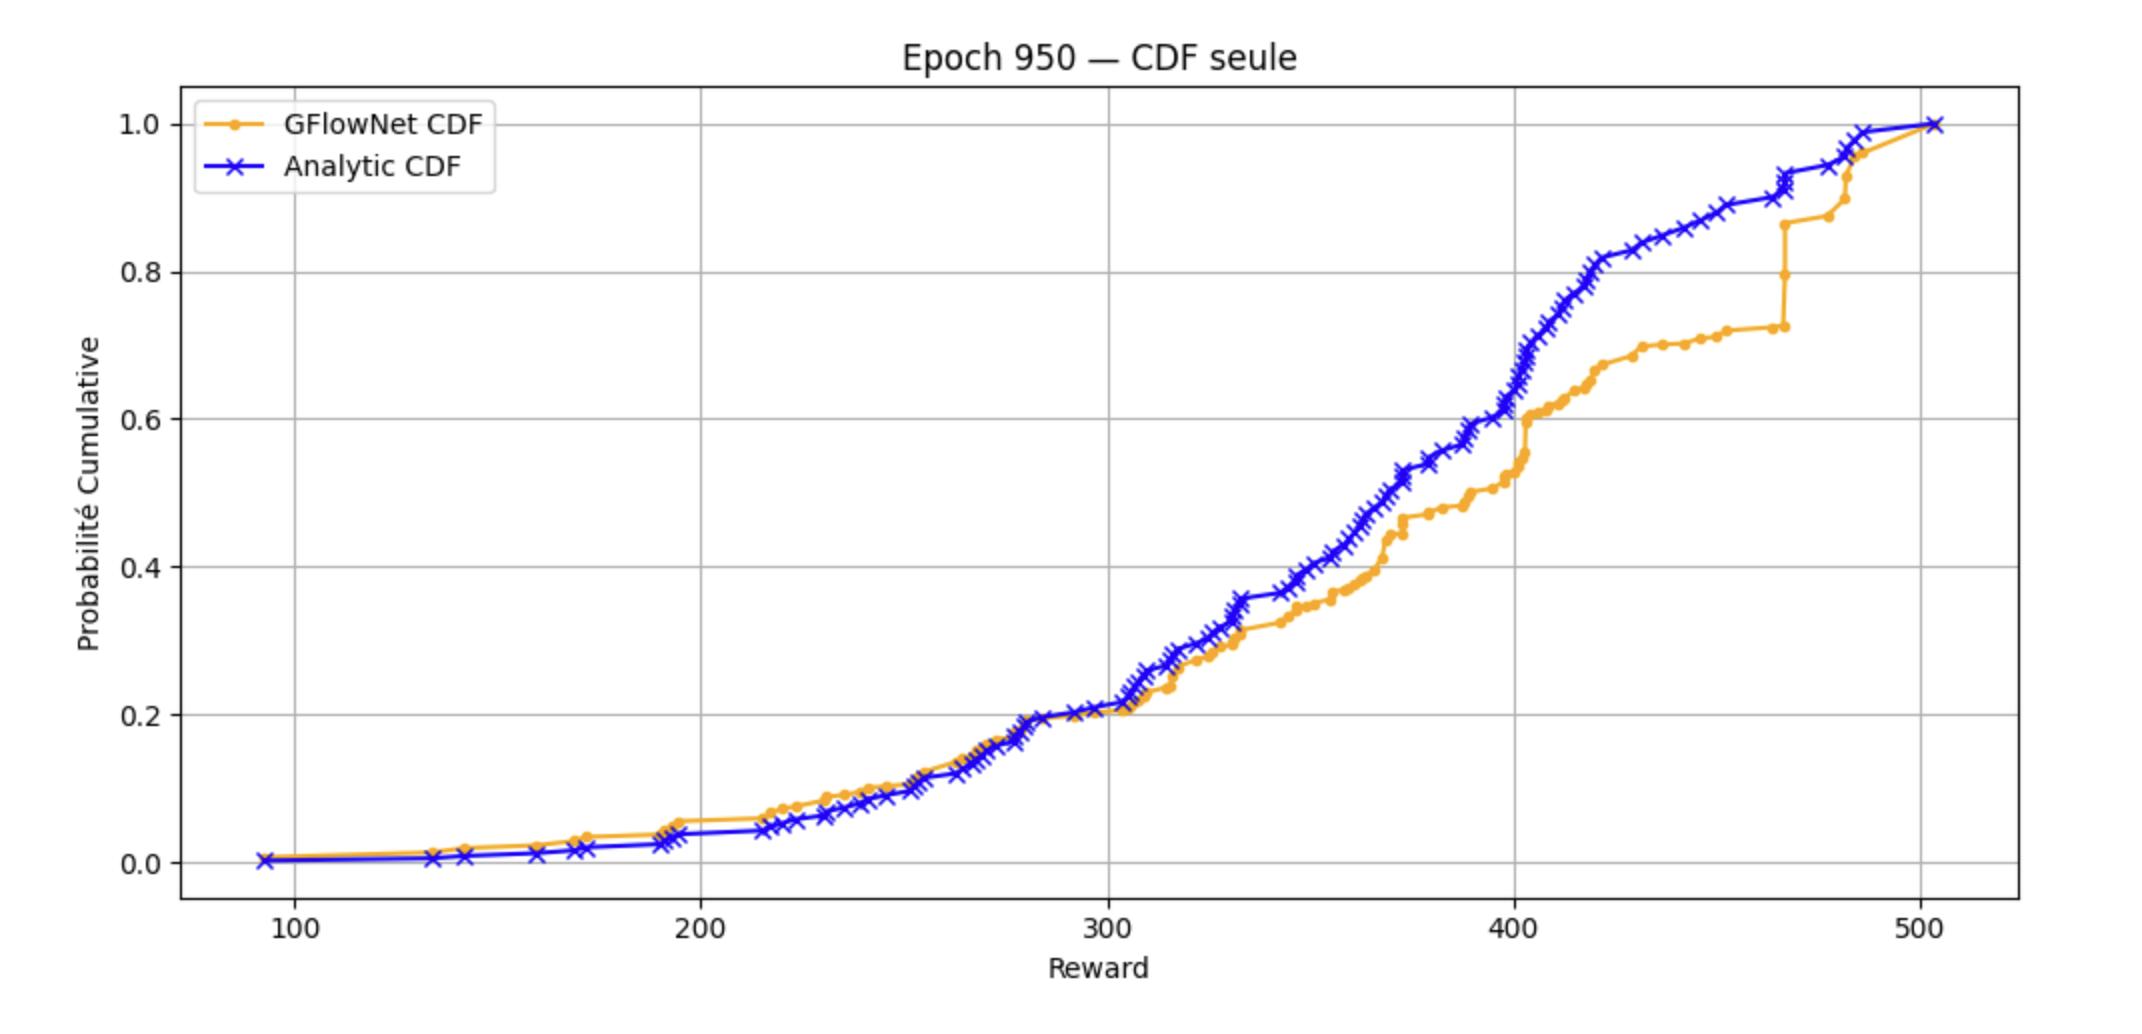 Epoch 950 — CDF seule
GFlowNet CDF
Analytic CDF
Probabilité Cumulative
1.0
0.8
0.6
0.4
0.2
0.0
100 200 300 400 500
Reward